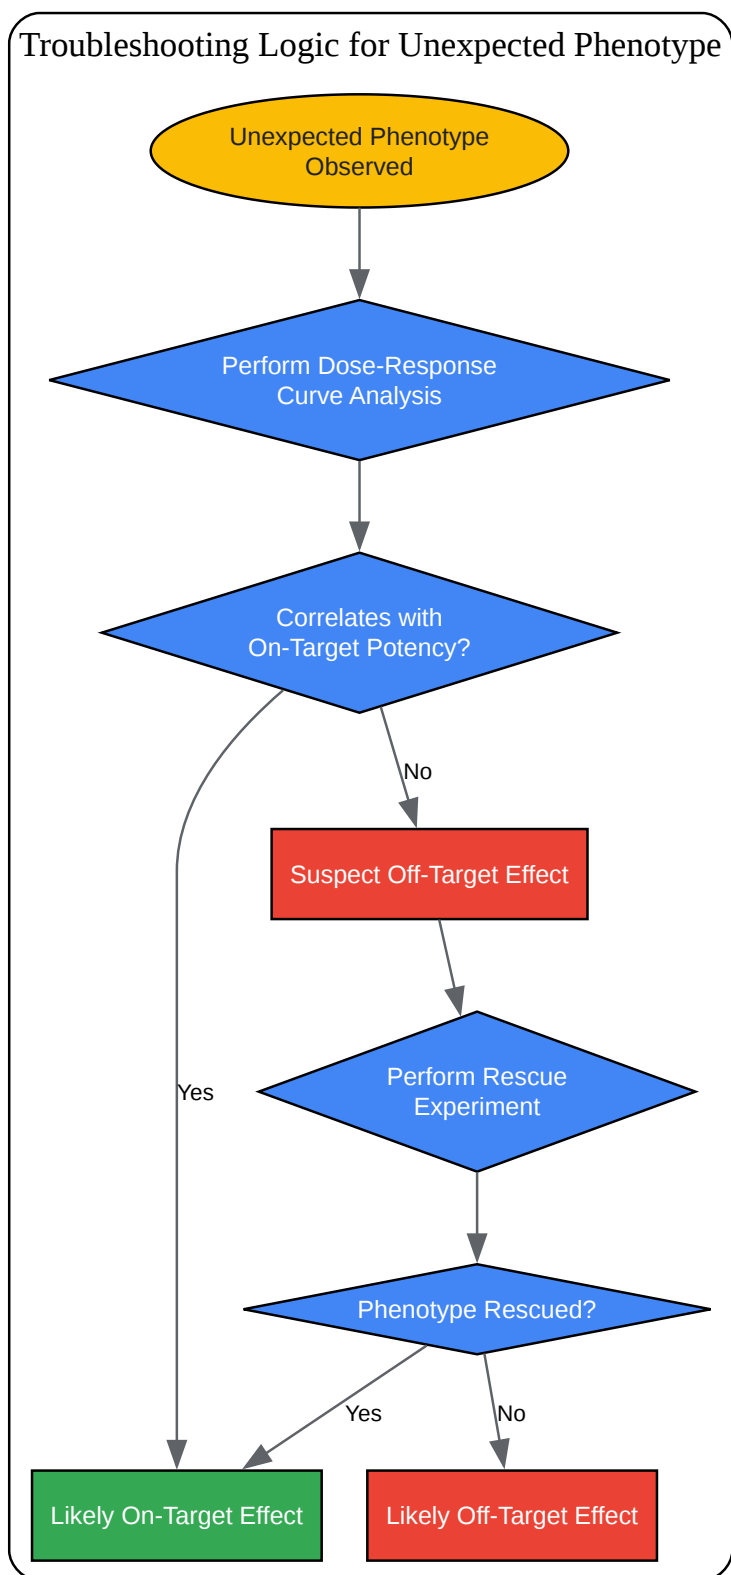 Troubleshooting Logic for Unexpected Phenotype
Unexpected Phenotype
Observed
Perform Dose-Response
Curve Analysis
Correlates with
On-Target Potency?
No
Suspect Off-Target Effect
Perform Rescue
Experiment
Yes
Phenotype Rescued?
Yes
No
Likely On-Target Effect
Likely Off-Target Effect